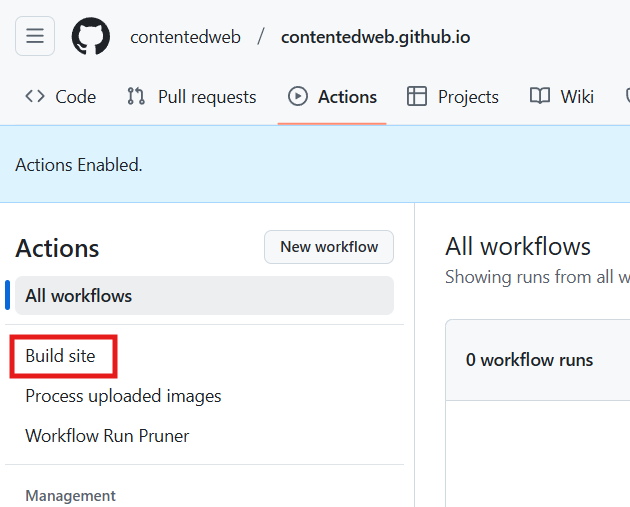 contentedweb / contentedweb.github.io
Code Pull requests Actions Projects Wiki
Actions Enabled.
Actions
New workflow
All workflows
Build site
Process uploaded images
Workflow Run Pruner
Management
All workflows
Showing runs from all w
0 workflow runs